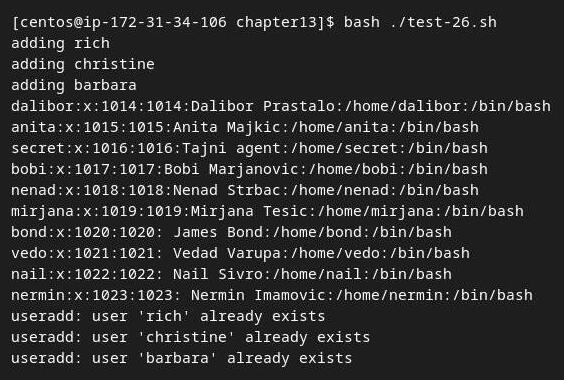 [centos@ip-172-31-34-106 chapter13]$ bash ./test-26.sh
adding rich
adding christine
adding barbara
dalibor:x:1014:1014:Dalibor Prastalo:/home/dalibor:/bin/bash
anita:x:1015:1015:Anita Majkic:/home/anita:/bin/bash
secret:x:1016:1016:Tajni agent:/home/secret:/bin/bash
bobi:x:1017:1017:Bobi Marjanovic:/home/bobi:/bin/bash
nenad:x:1018:1018:Nenad Strbac:/home/nenad:/bin/bash
mirjana:x:1019:1019:Mirjana Tesic:/home/mirjana:/bin/bash
bond:x:1020:1020: James Bond:/home/bond:/bin/bash
vedo:x:1021:1021: Vedad Varupa:/home/vedo:/bin/bash
nail:x:1022:1022: Nail Sivro:/home/nail:/bin/bash
nermin:x:1023:1023: Nermin Imamovic:/home/nermin:/bin/bash
useradd: user 'rich' already exists
useradd: user 'christine' already exists
useradd: user 'barbara' already exists